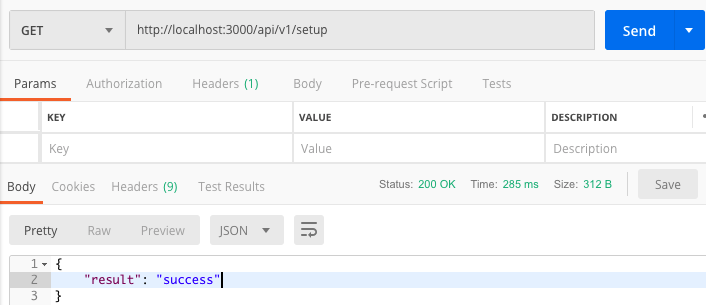 GET http://localhost:3000/api/v1/setup Send
Params Authorization Headers (1) Body Pre-request Script Tests
KEY VALUE DESCRIPTION
Key Value Description
Body Cookies Headers (9) Test Results Status: 200 OK Time: 285 ms Size: 312 B Save
Pretty Raw Preview JSON
1 {
2 "result": "success"
3 }